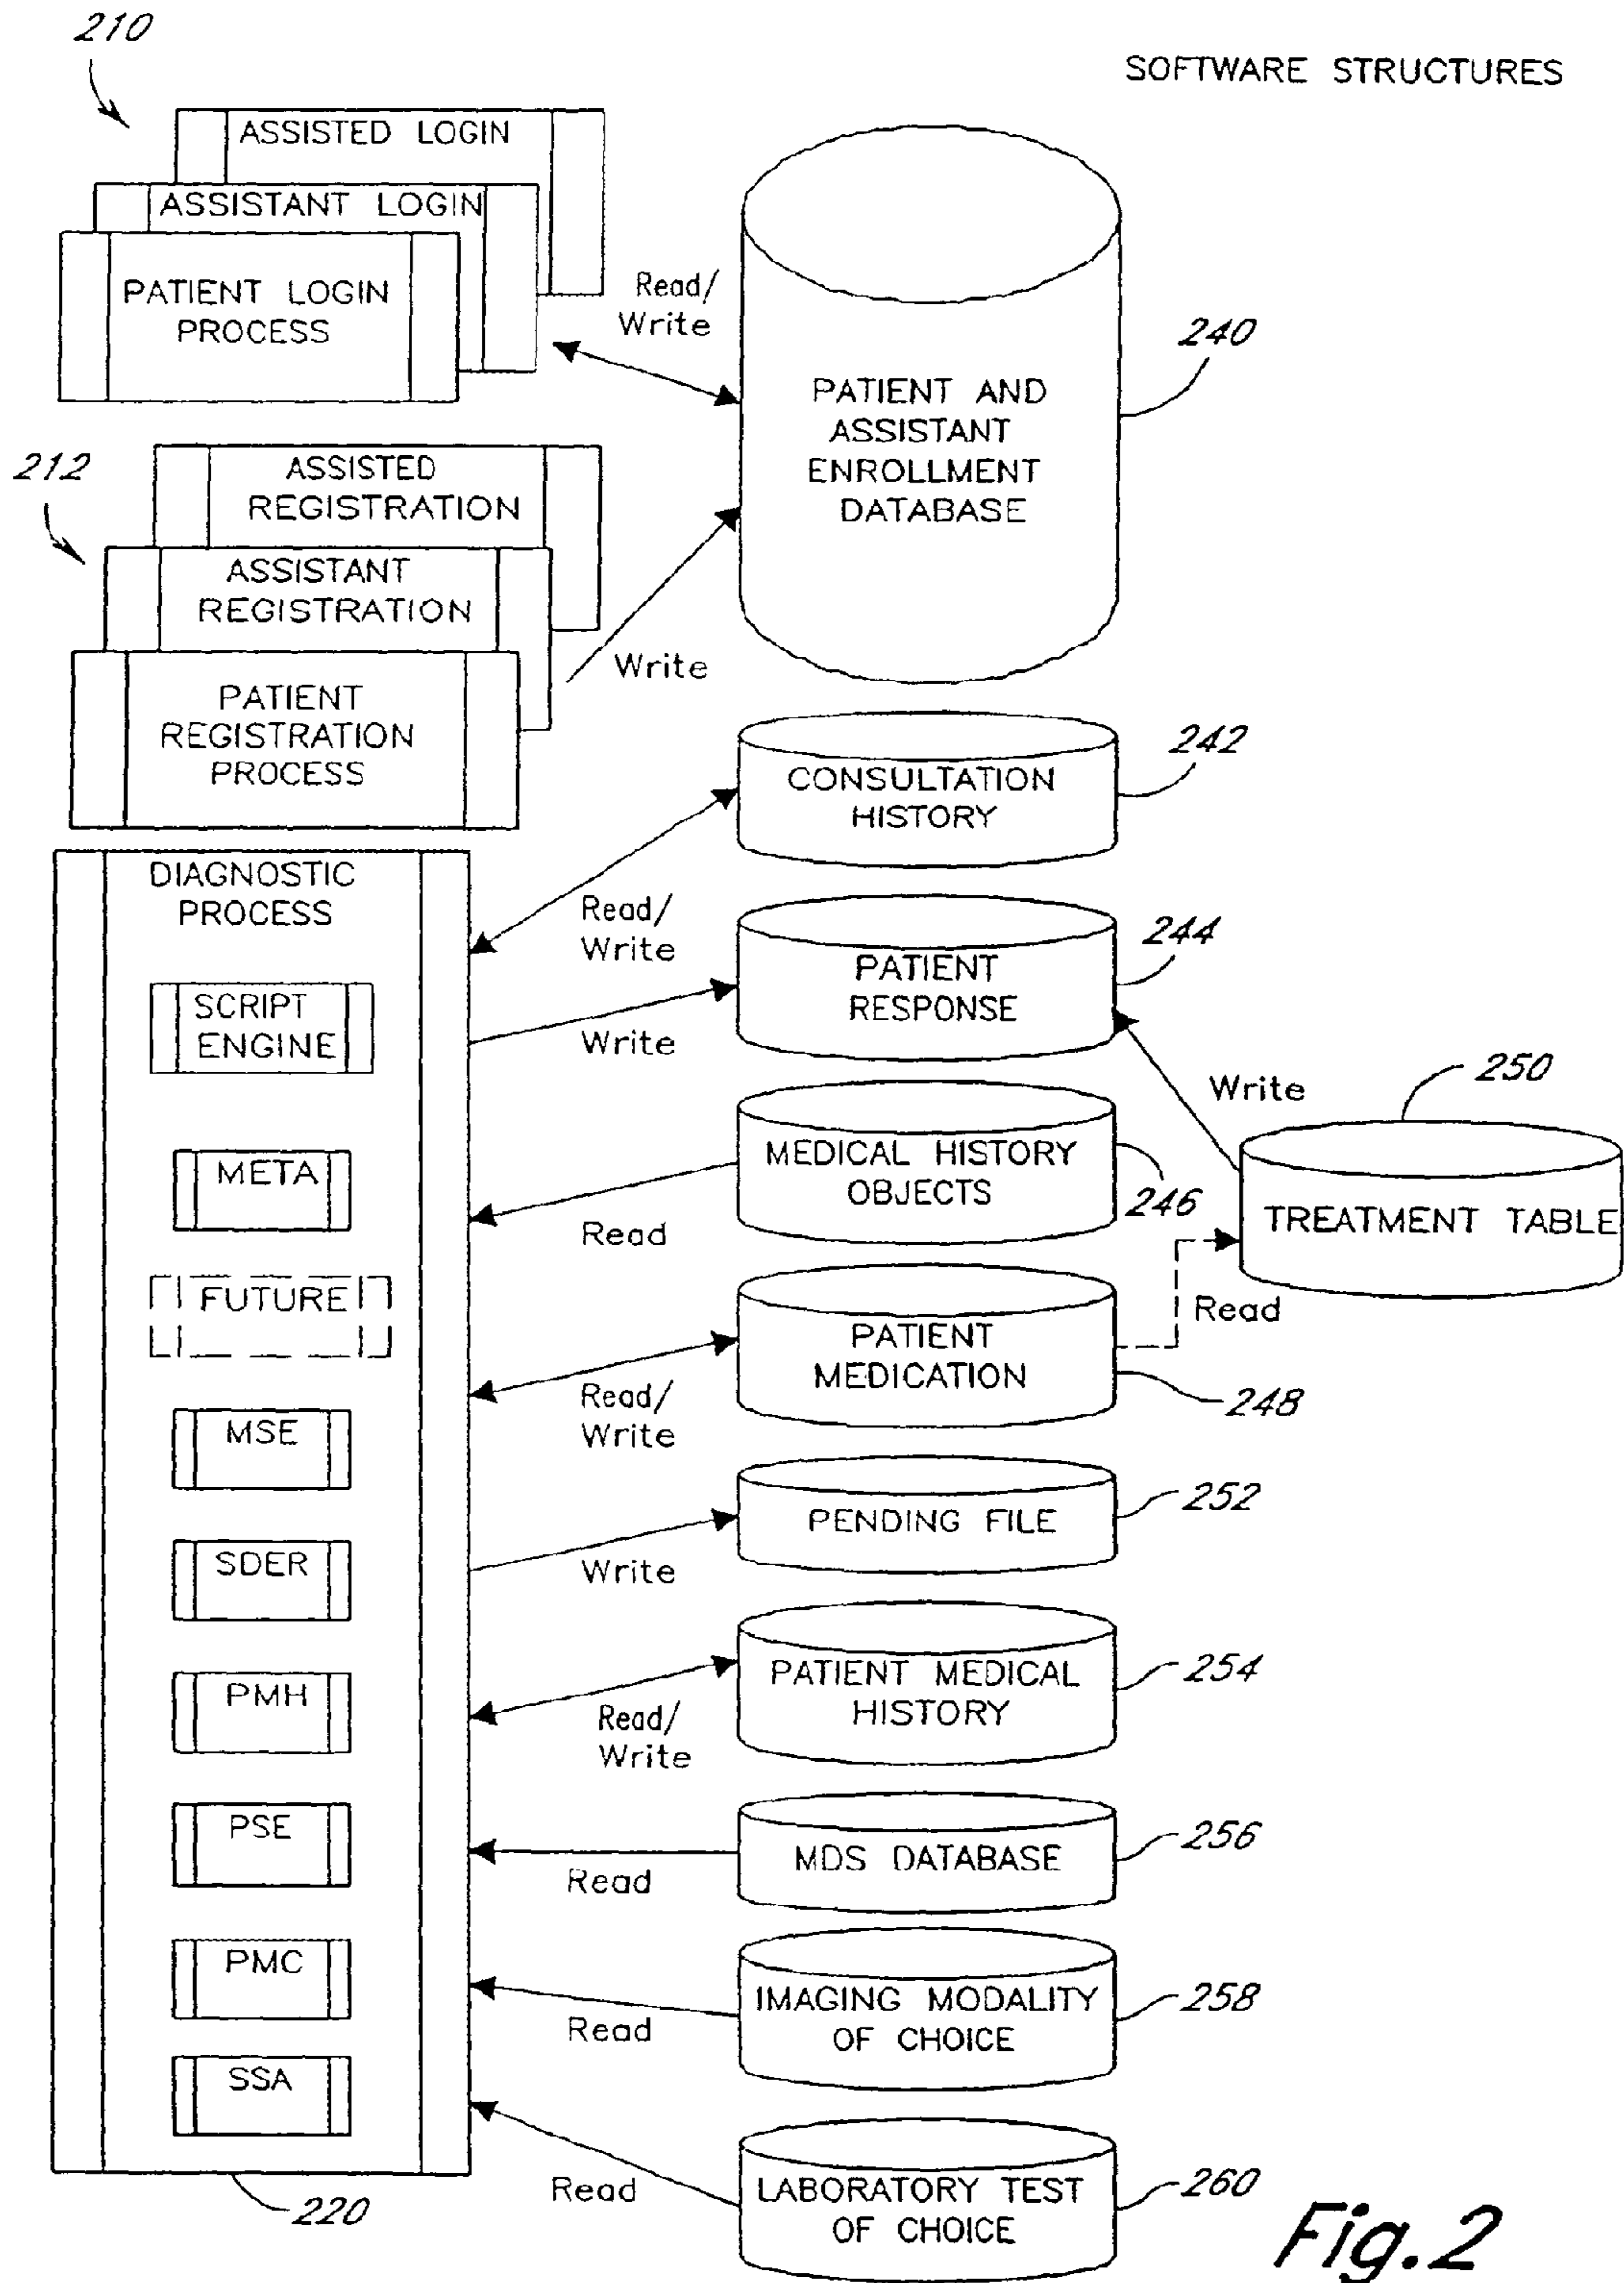 210
SOFTWARE STRUCTURES
ASSISTED LOGIN
ASSISTANT LOGIN
PATIENT LOGIN
PROCESS
Read/
Write
PATIENT AND
ASSISTANT
ENROLLMENT
DATABASE
240
212
ASSISTED
REGISTRATION
ASSISTANT
REGISTRATION
PATIENT
REGISTRATION
PROCESS
Write
CONSULTATION
HISTORY
242
DIAGNOSTIC
PROCESS
Read/
Write
PATIENT
RESPONSE
244
SCRIPT
ENGINE
Write
Write
250
TREATMENT TABLE
META
MEDICAL HISTORY
OBJECTS
246
Read
FUTURE
PATIENT
MEDICATION
248
Read
Read/
Write
MSE
PENDING FILE
252
SDER
Write
PATIENT MEDICAL
HISTORY
254
PMH
Read/
Write
PSE
MDS DATABASE
256
Read
PMC
IMAGING MODALITY
OF CHOICE
258
Read
SSA
LABORATORY TEST
OF CHOICE
260
Read
220
Fig.2